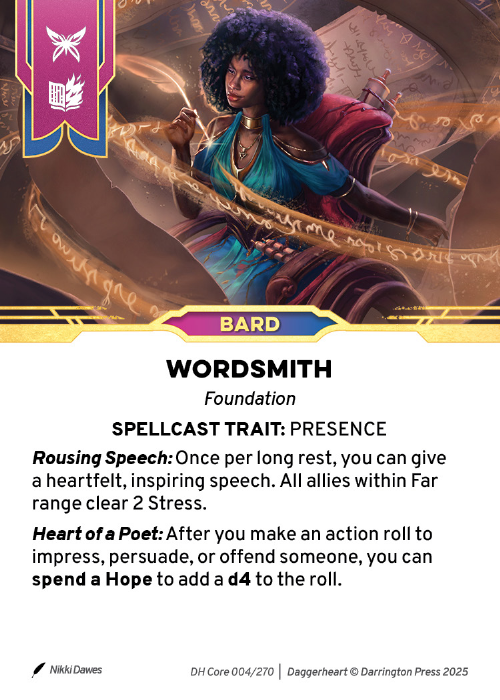 BARD
WORDSMITH
Foundation
SPELLCAST TRAIT: PRESENCE
Rousing Speech: Once per long rest, you can give
a heartfelt, inspiring speech. All allies within Far
range clear 2 Stress.
Heart of a Poet: After you make an action roll to
impress, persuade, or offend someone, you can
spend a Hope to add a d4 to the roll.
Nikki Dawes
DH Core 004/270 | Daggerheart © Darrington Press 2025